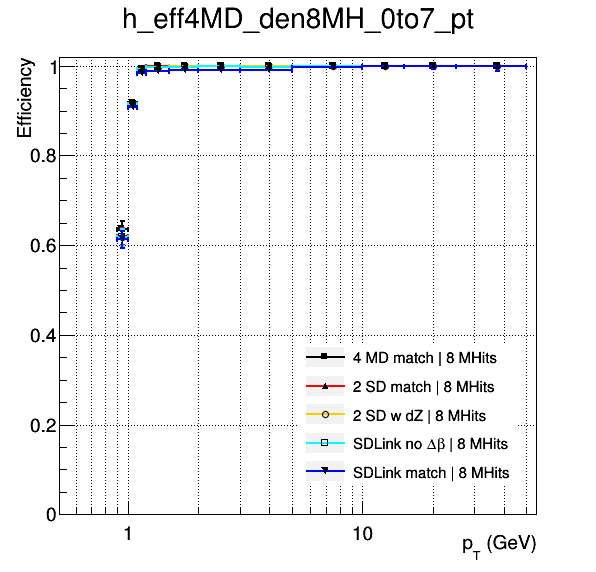 h_eff4MD_den8MH_0to7_pt
Efficiency
1
0.8
0.6
0.4
0.2
0
4 MD match | 8 MHits
2 SD match | 8 MHits
2 SD w dZ | 8 MHits
SDLink no Δβ | 8 MHits
SDLink match | 8 MHits
1
10
p_T (GeV)